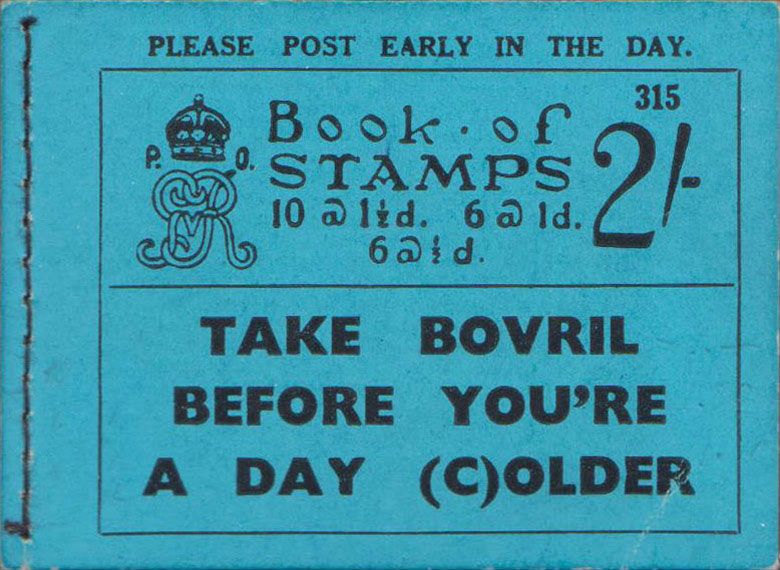 PLEASE POST EARLY IN THE DAY.
315
P. O.
Book · of
STAMPS
2/-
10 @ 1½d. 6 @ 1d.
6 @ ½d.
TAKE BOVRIL
BEFORE YOU'RE
A DAY (C)OLDER